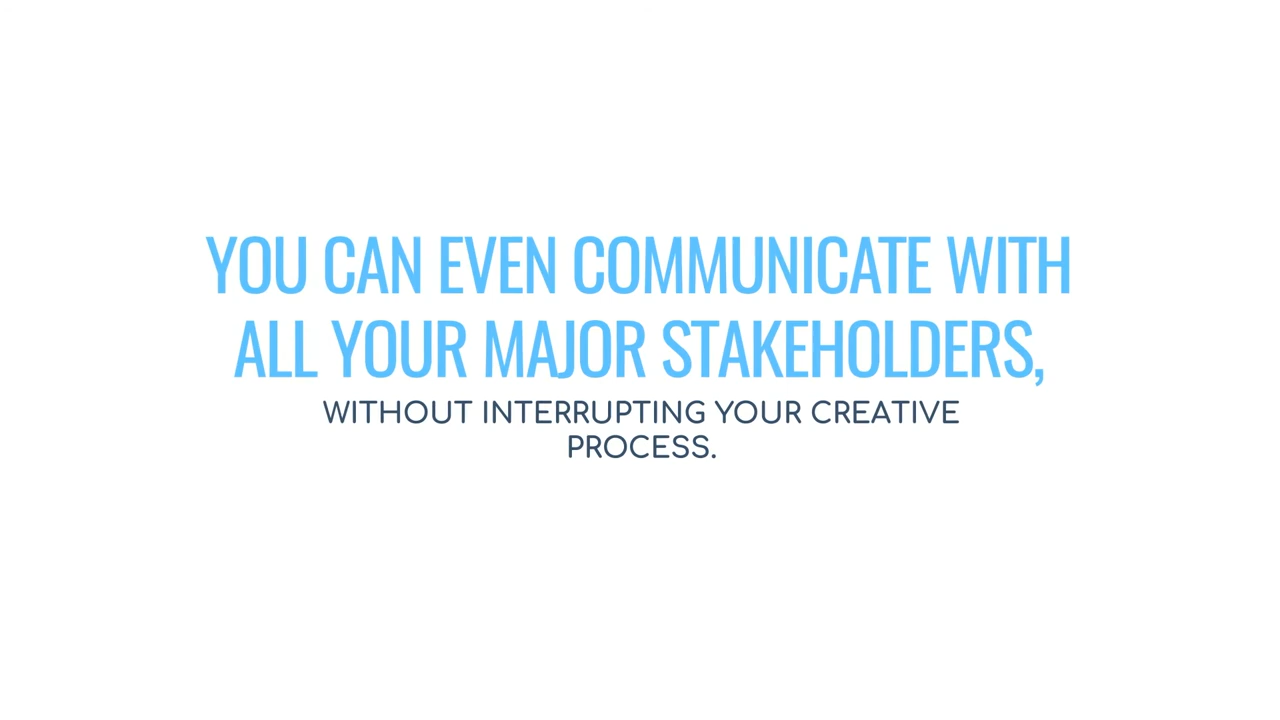 YOU CAN EVEN COMMUNICATE WITH
ALL YOUR MAJOR STAKEHOLDERS,
WITHOUT INTERRUPTING YOUR CREATIVE
PROCESS.